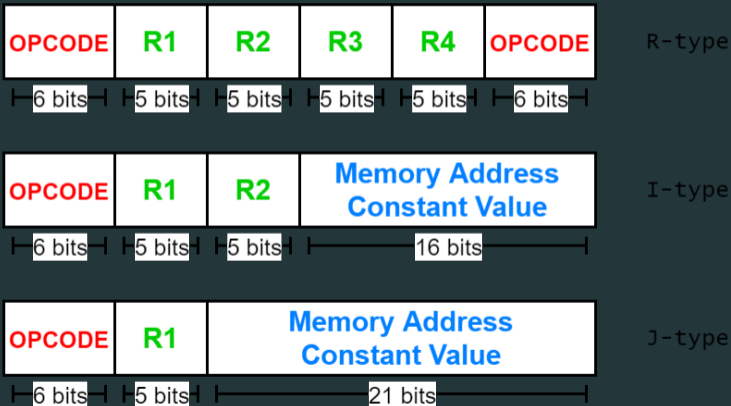 OPCODE R1 R2 R3 R4 OPCODE R-type
6 bits 5 bits 5 bits 5 bits 5 bits 6 bits
OPCODE R1 R2 Memory Address I-type
Constant Value
6 bits 5 bits 5 bits 16 bits
OPCODE R1 Memory Address J-type
Constant Value
6 bits 5 bits 21 bits